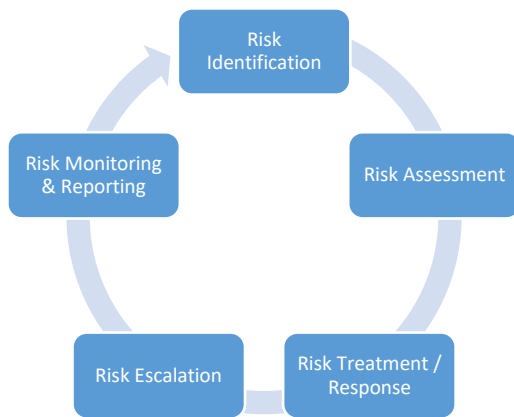 Risk
Identification
Risk Assessment
Risk Treatment /
Response
Risk Escalation
Risk Monitoring
& Reporting